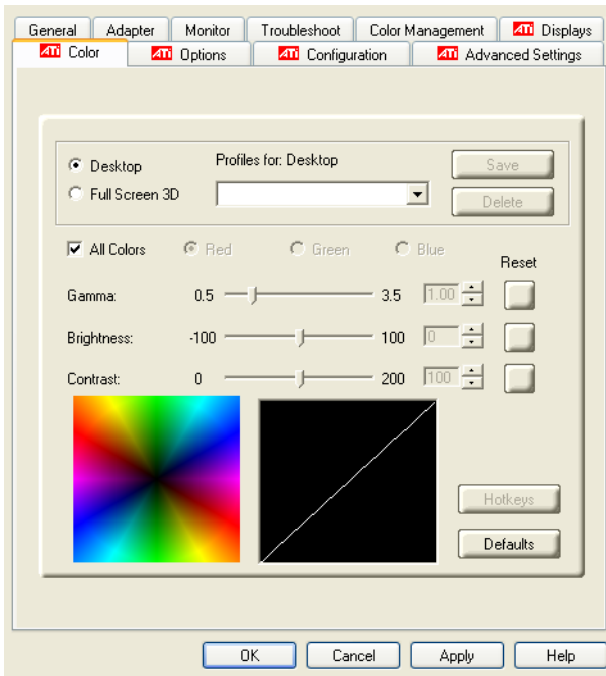 General Adapter Monitor Troubleshoot Color Management ATI Displays
ATI Color ATI Options ATI Configuration ATI Advanced Settings
Desktop Profiles for: Desktop Save
Full Screen 3D Delete
All Colors Red Green Blue
Reset
Gamma: 0.5 3.5 1.00
Brightness: -100 100 0
Contrast: 0 200 100
Hotkeys
Defaults
OK Cancel Apply Help